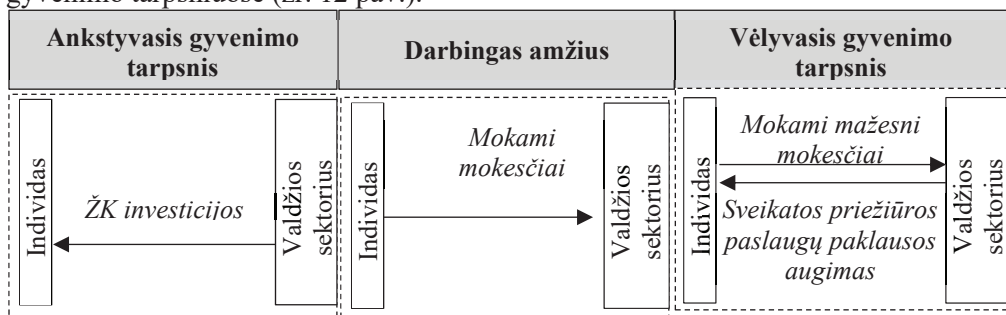 gyvenimo tarpsniuose (žr. 12 pav.).
Ankstyvasis gyvenimo
tarpsnis
Darbingas amžius
Vėlyvasis gyvenimo
tarpsnis
Individas
ŽK investicijos
Valdžios
sektorius
Individas
Mokami
mokesčiai
Valdžios
sektorius
Individas
Mokami mažesni
mokesčiai
Sveikatos priežiūros
paslaugų paklausos
augimas
Valdžios
sektorius